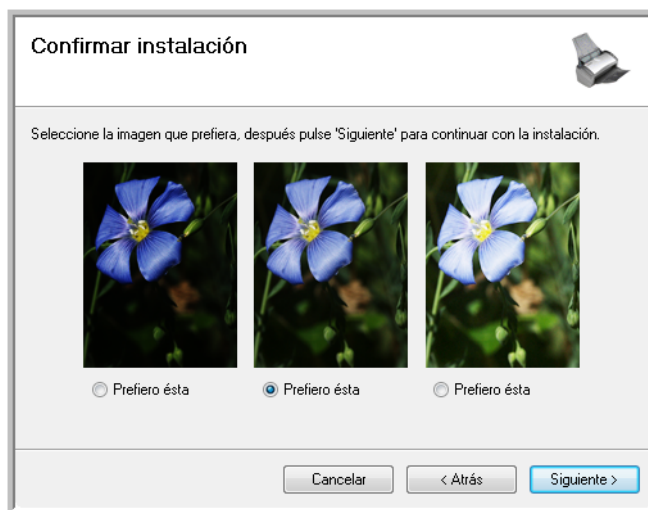 Confirmar instalación
Seleccione la imagen que prefiera, después pulse 'Siguiente' para continuar con la instalación.
Prefiero ésta
Prefiero ésta
Prefiero ésta
Cancelar
< Atrás
Siguiente >